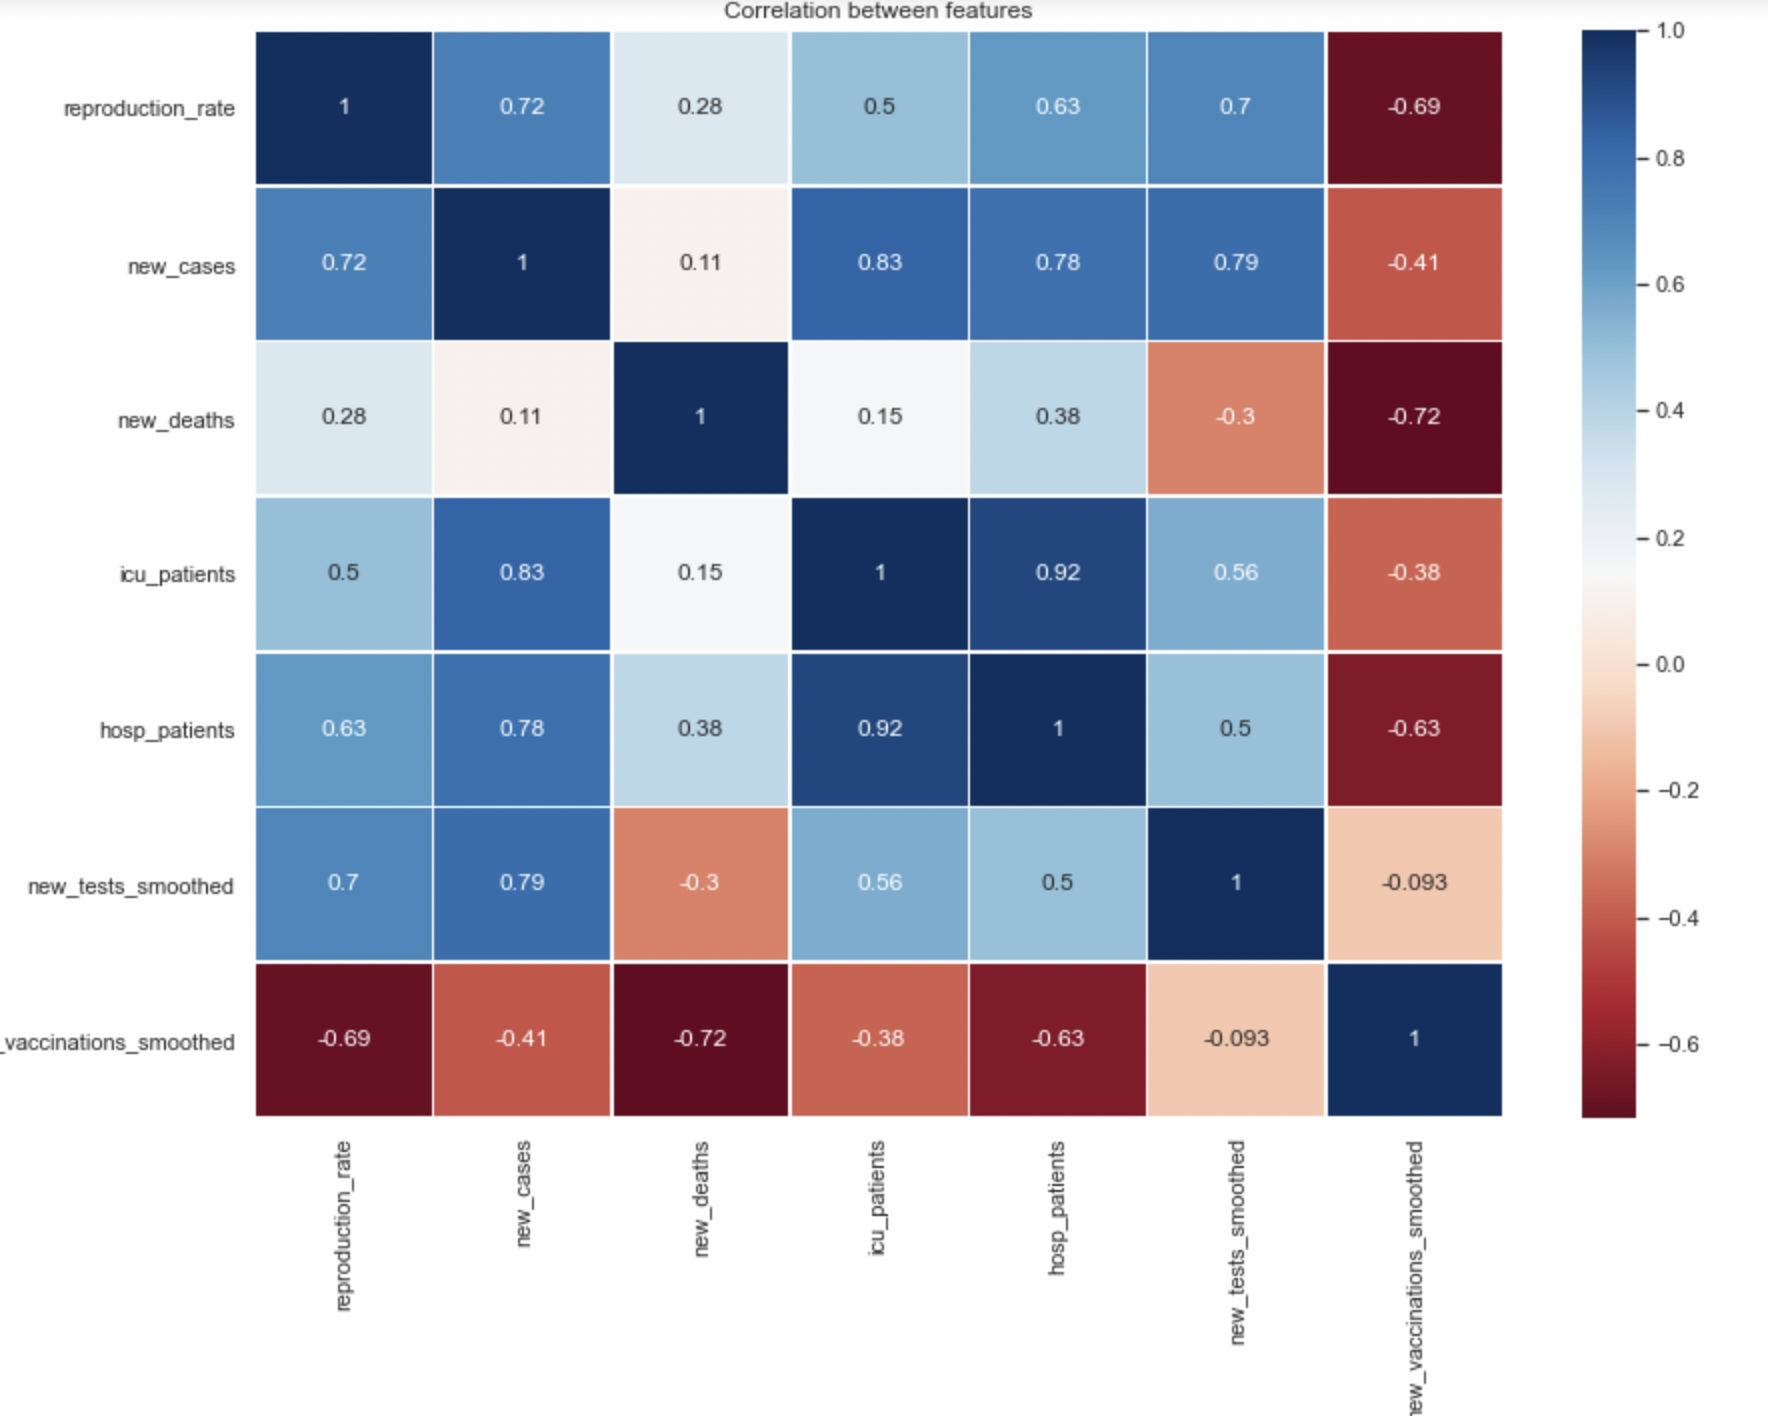 Correlation between features
reproduction_rate 1 0.72 0.28 0.5 0.63 0.7 -0.69
new_cases 0.72 1 0.11 0.83 0.78 0.79 -0.41
new_deaths 0.28 0.11 1 0.15 0.38 -0.3 -0.72
icu_patients 0.5 0.83 0.15 1 0.92 0.56 -0.38
hosp_patients 0.63 0.78 0.38 0.92 1 0.5 -0.63
new_tests_smoothed 0.7 0.79 -0.3 0.56 0.5 1 -0.093
_vaccinations_smoothed -0.69 -0.41 -0.72 -0.38 -0.63 -0.093 1
reproduction_rate
new_cases
new_deaths
icu_patients
hosp_patients
new_tests_smoothed
new_vaccinations_smoothed
1.0
0.8
0.6
0.4
0.2
0.0
−0.2
−0.4
−0.6